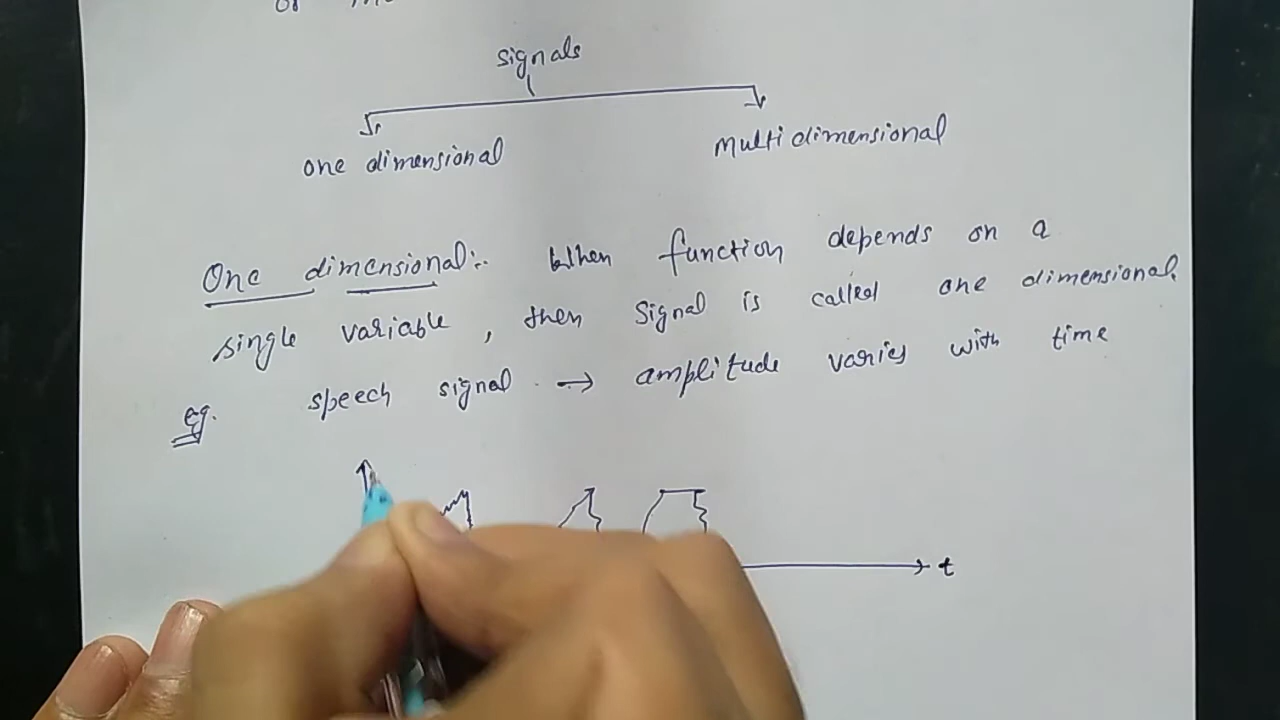 signals
one dimensional
Multi dimensional
One dimensional:- When function depends on a
single variable, then signal is called one dimensional.
eg. speech signal → amplitude varies with time
t